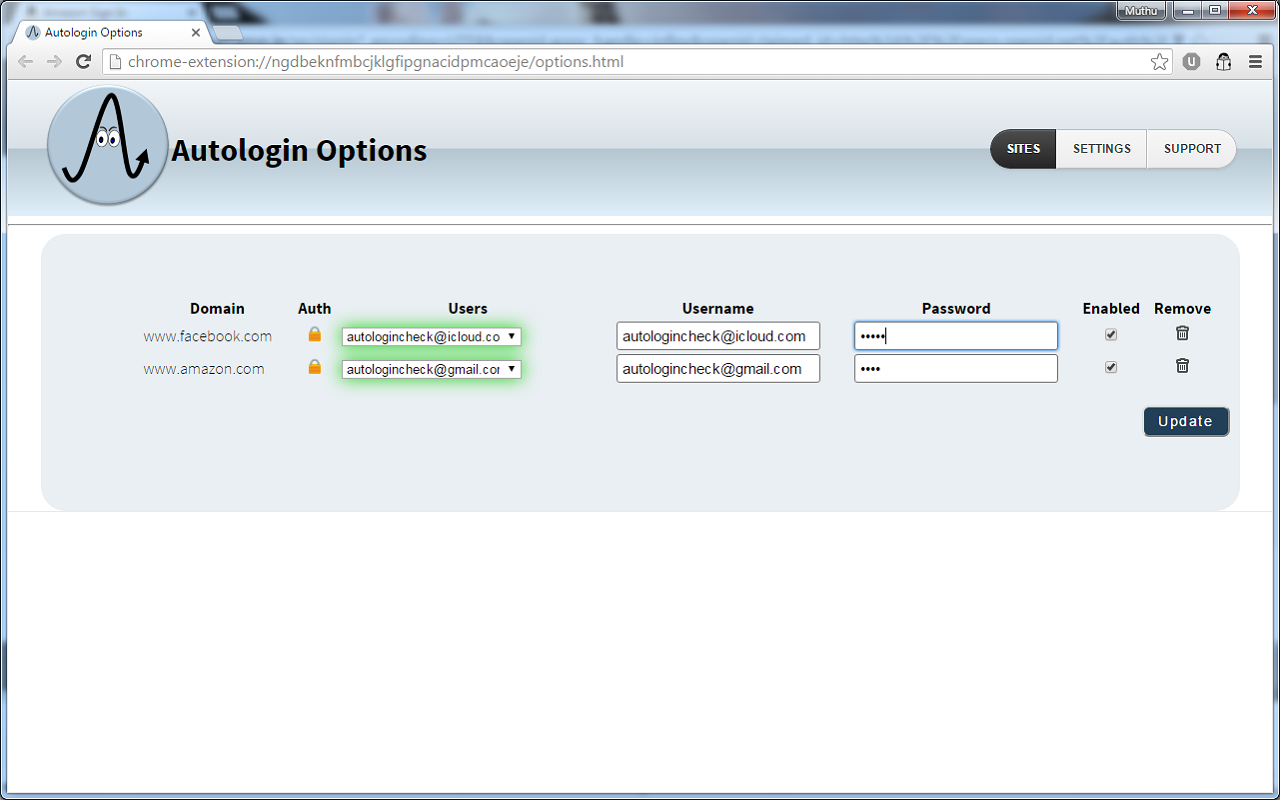 Muthu
Autologin Options
chrome-extension://ngdbeknfmbcjklgfipgnacidpmcaoeje/options.html
U
Autologin Options
SITES
SETTINGS
SUPPORT
Domain Auth Users Username Password Enabled Remove
www.facebook.com autologincheck@icloud.co autologincheck@icloud.com •••••
www.amazon.com autologincheck@gmail.cor autologincheck@gmail.com ••••
Update